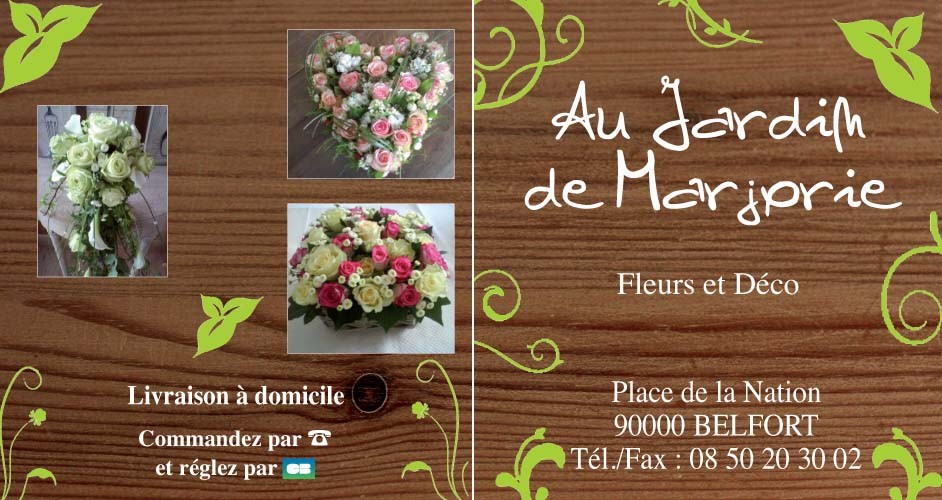 Livraison à domicile
Commandez par ☎
et réglez par CB
Au Jardin
de Marjorie
Fleurs et Déco
Place de la Nation
90000 BELFORT
Tél./Fax : 08 50 20 30 02